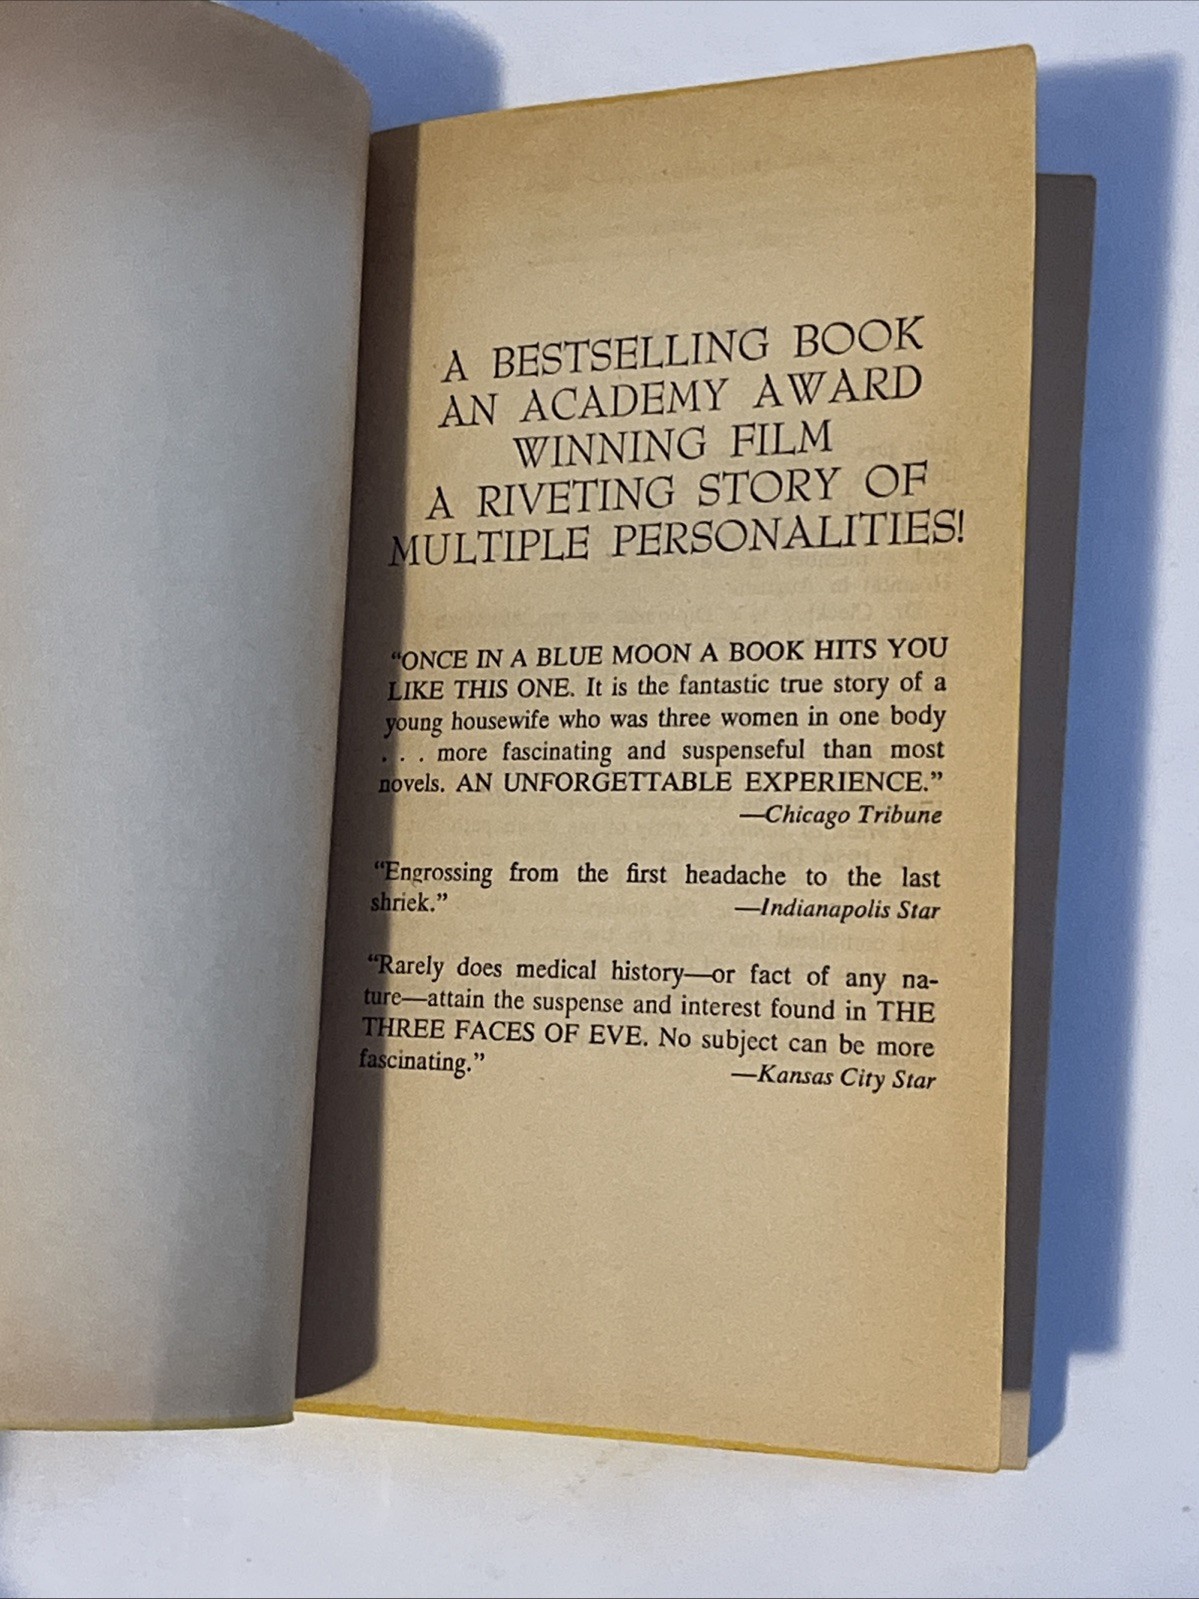 A BESTSELLING BOOK
AN ACADEMY AWARD
WINNING FILM
A RIVETING STORY OF
MULTIPLE PERSONALITIES!
“ONCE IN A BLUE MOON A BOOK HITS YOU
LIKE THIS ONE. It is the fantastic true story of a
young housewife who was three women in one body
. . . more fascinating and suspenseful than most
novels. AN UNFORGETTABLE EXPERIENCE.”
—Chicago Tribune
“Engrossing from the first headache to the last
shriek.” —Indianapolis Star
“Rarely does medical history—or fact of any na-
ture—attain the suspense and interest found in THE
THREE FACES OF EVE. No subject can be more
fascinating.” —Kansas City Star